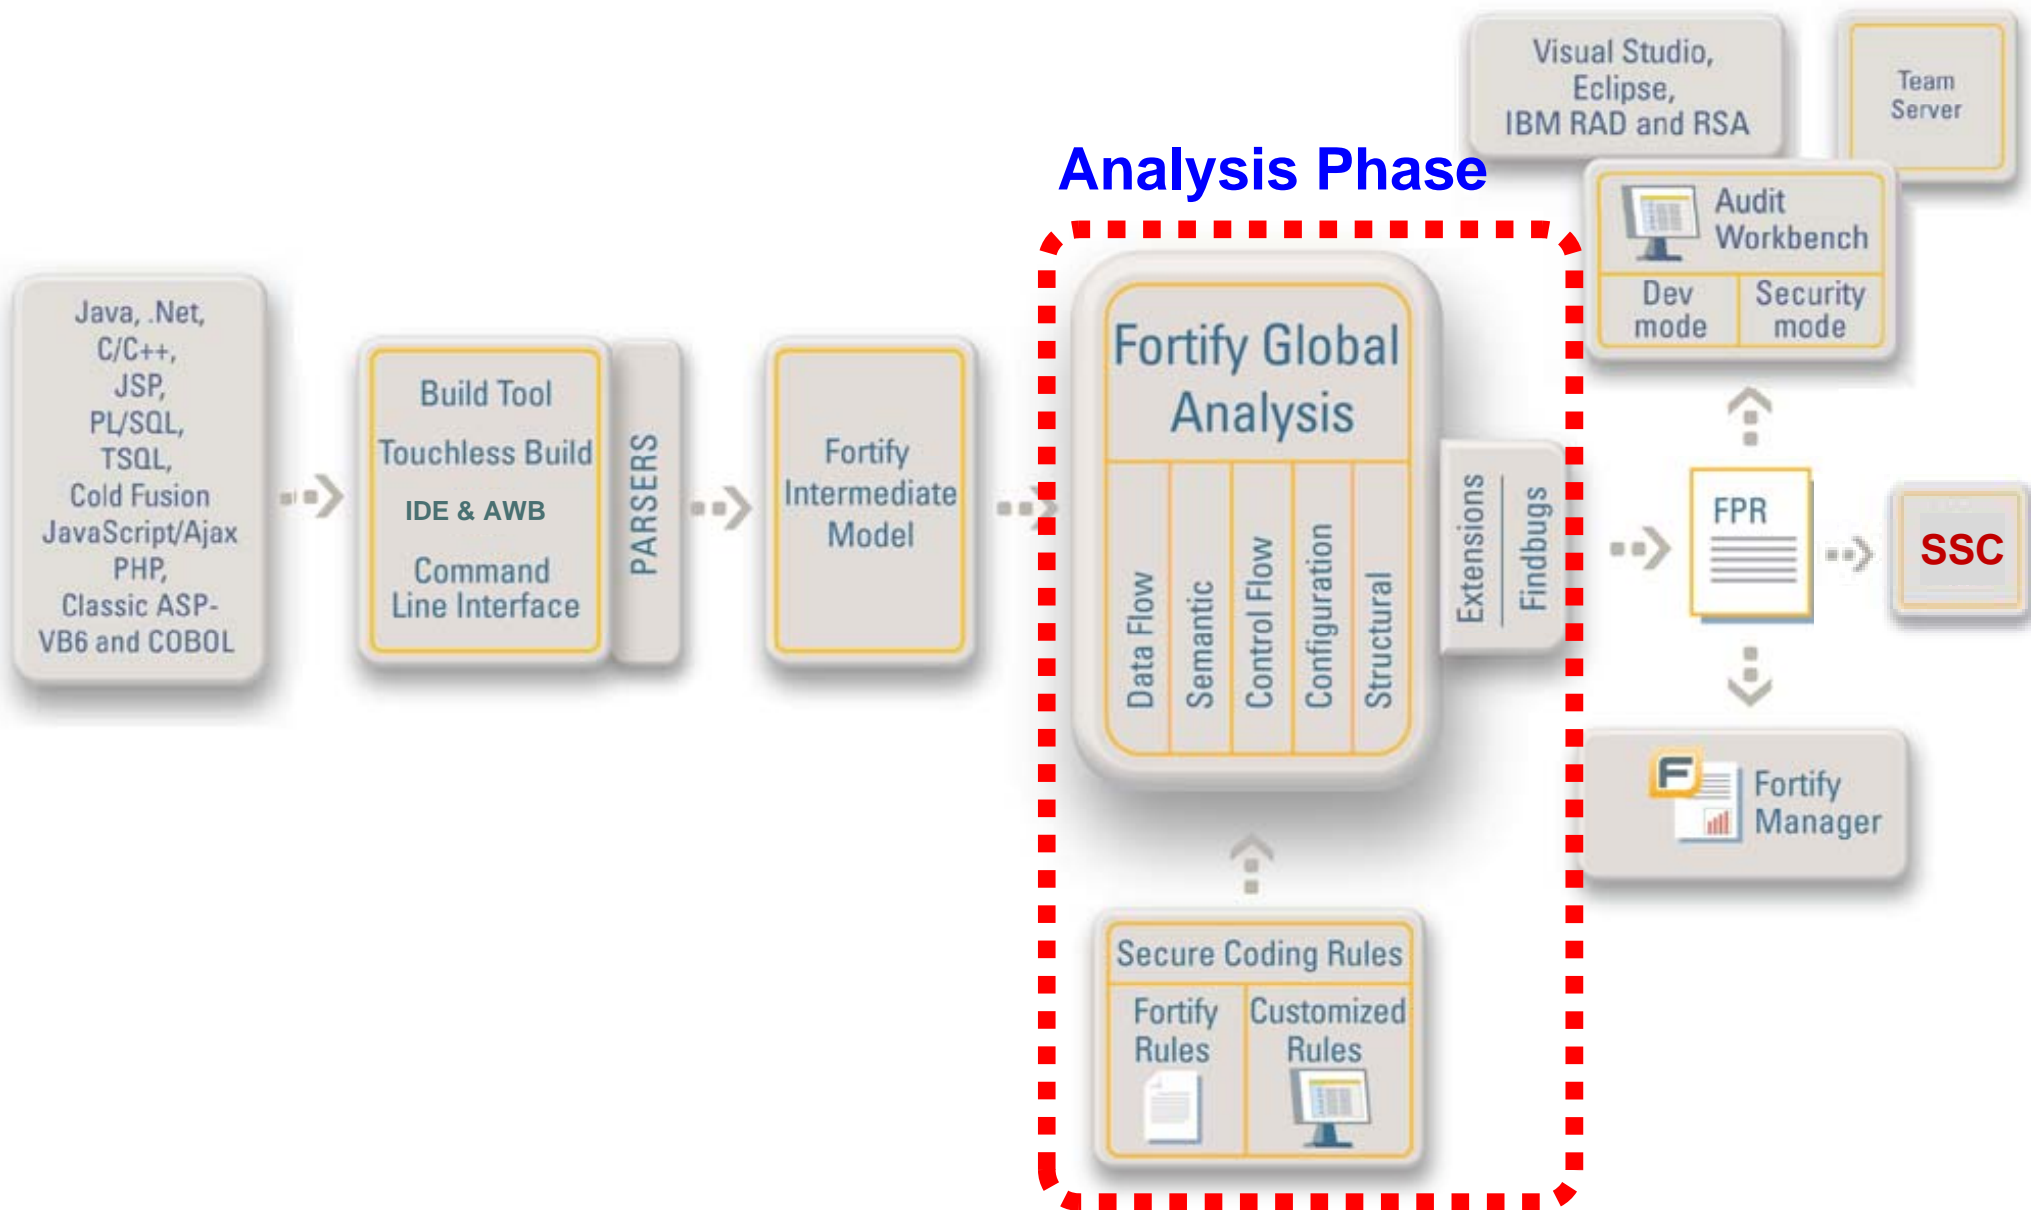 Visual Studio,
Eclipse,
IBM RAD and RSA
Team
Server
Analysis Phase
Audit
Workbench
Dev
mode
Security
mode
Java, .Net,
C/C++,
JSP,
PL/SQL,
TSQL,
Cold Fusion
JavaScript/Ajax
PHP,
Classic ASP-
VB6 and COBOL
Build Tool
Touchless Build
IDE & AWB
Command
Line Interface
PARSERS
Fortify
Intermediate
Model
Fortify Global
Analysis
Data Flow
Semantic
Control Flow
Configuration
Structural
Extensions
Findbugs
FPR
SSC
F
Fortify
Manager
Secure Coding Rules
Fortify
Rules
Customized
Rules